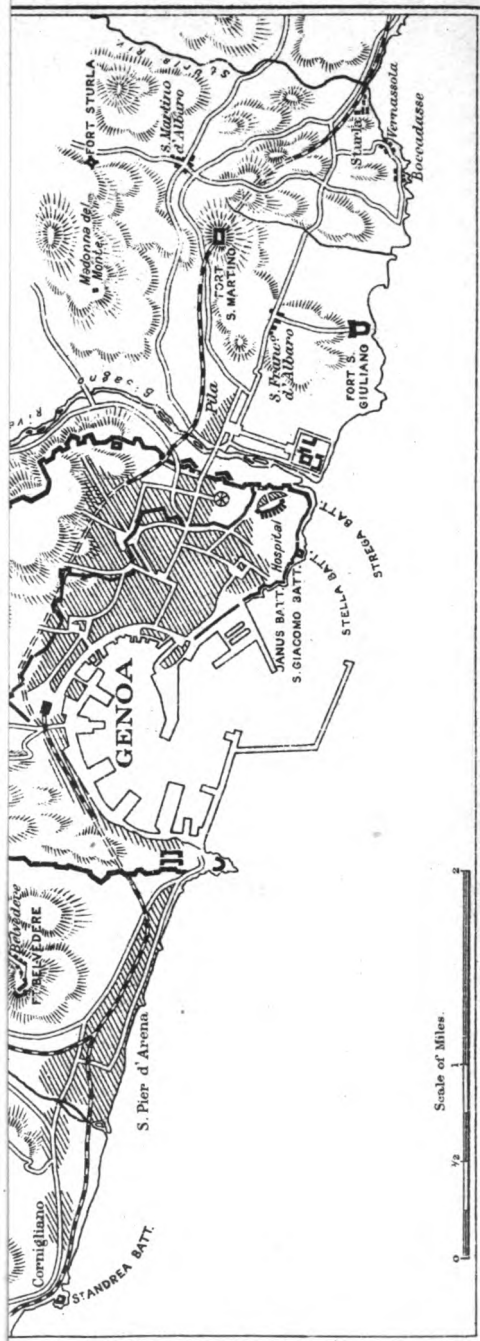 Cornigliano
ST ANDREA BATT.
S. Pier d'Arena
Belvedere
FT BELVEDERE
GENOA
JANUS BATT.
S. GIACOMO BATT.
STELLA BATT.
STREGA BATT.
Hospital
Bisagno
Pila
Madonna del
Monte
FORT STURLA
S. Martino
d'Albaro
FORT
S. MARTINO
S. Franc
d'Albaro
FORT S.
GIULIANO
Sturla
Vernassola
Boccadasse
Scale of Miles.
0 1/2 1 2